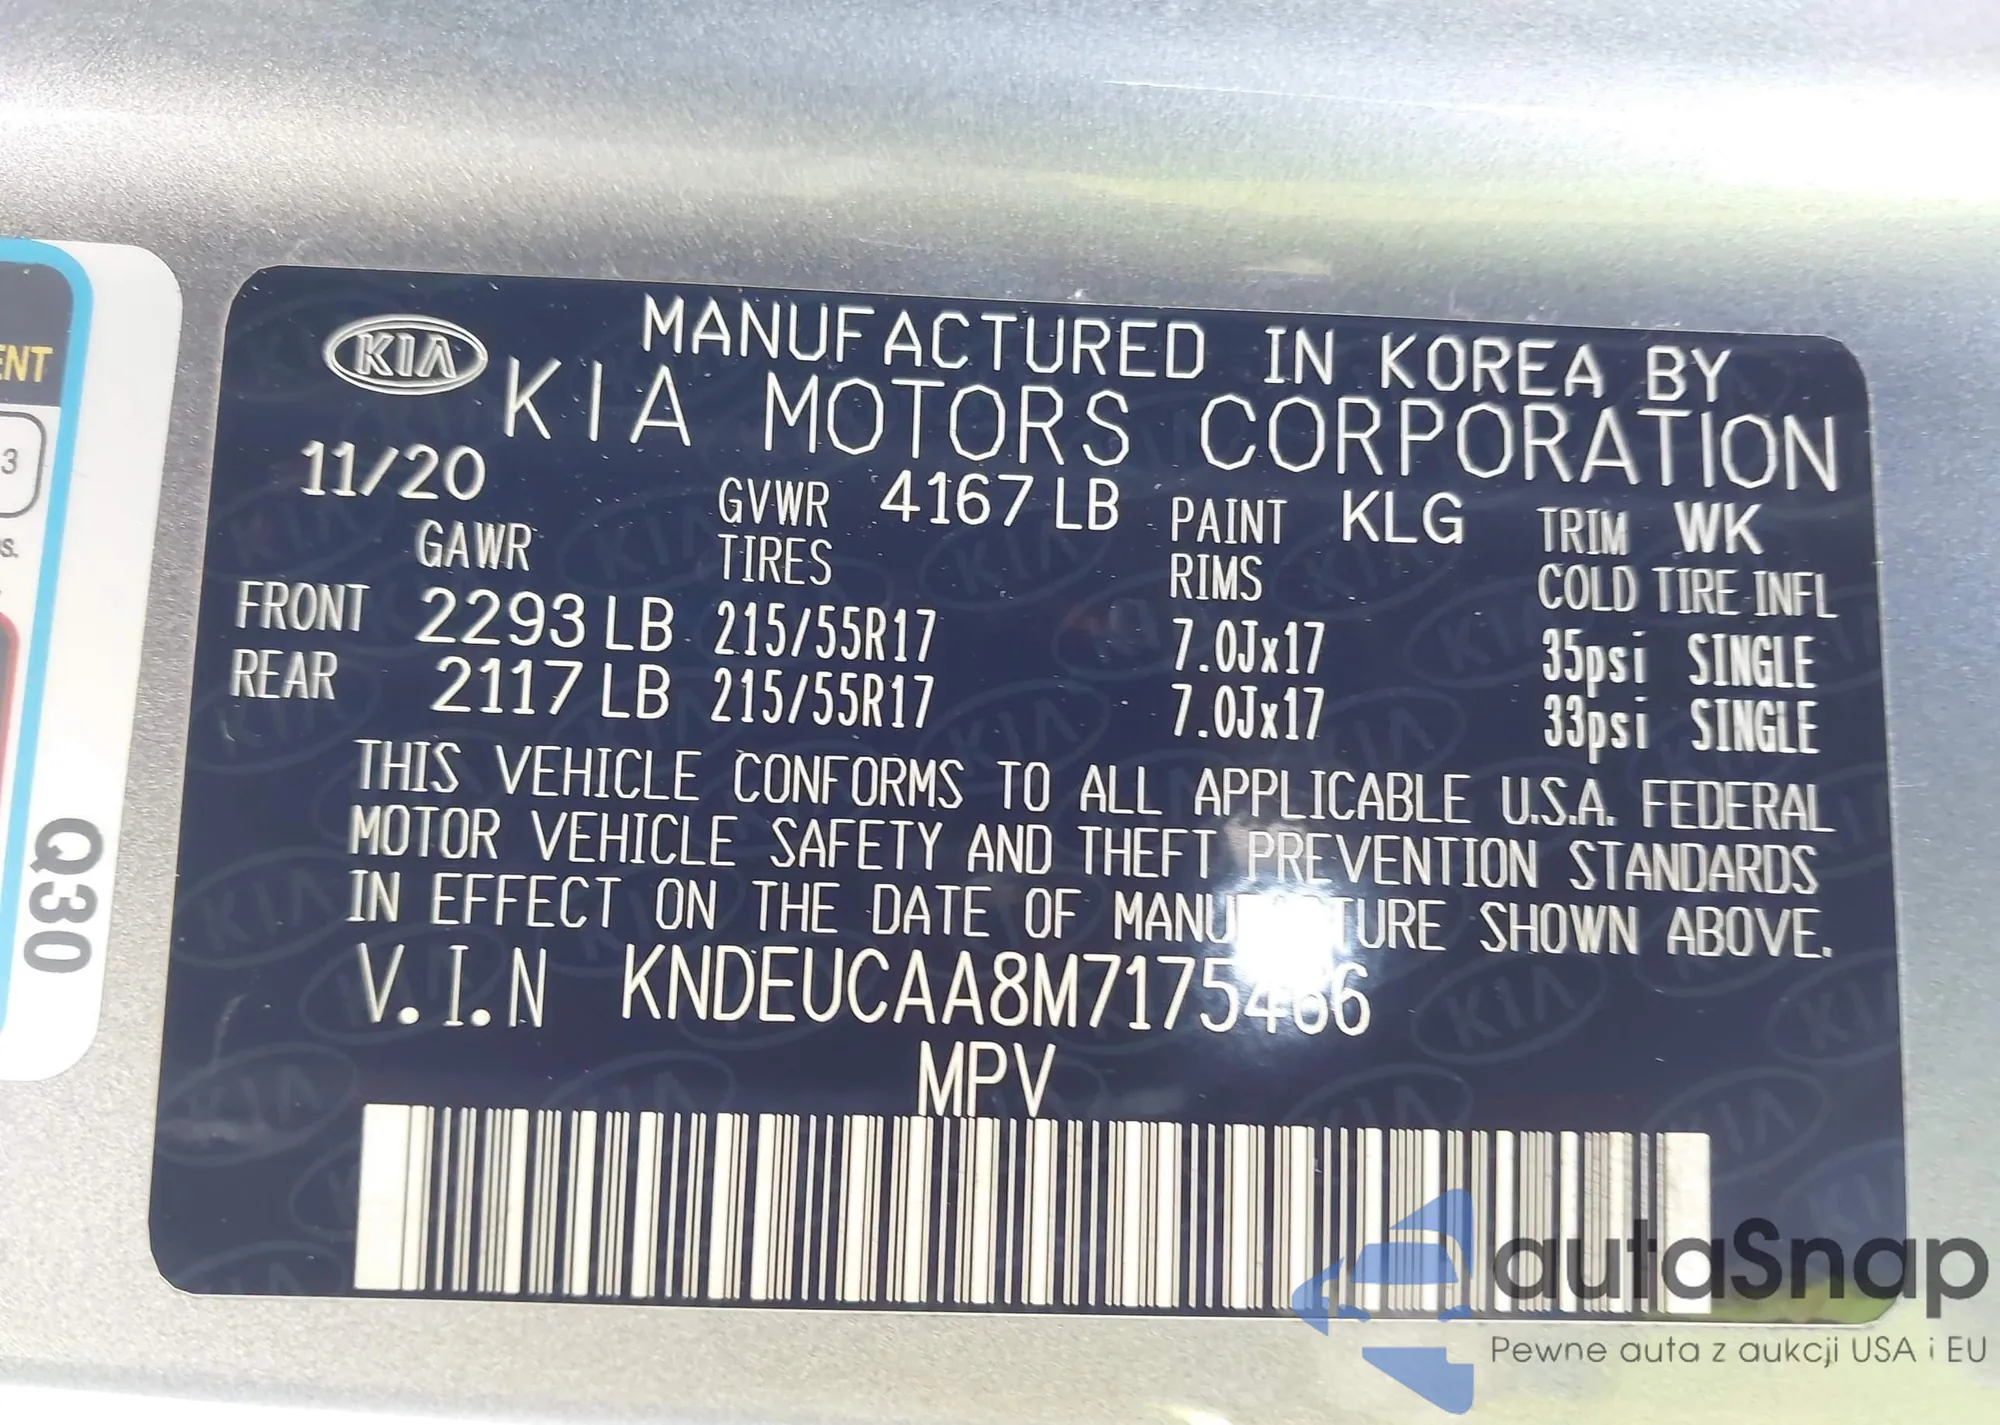 ENT
3
s.
Q30
KIA
MANUFACTURED IN KOREA BY
KIA MOTORS CORPORATION
11/20 GVWR 4167 LB PAINT KLG TRIM WK
GAWR TIRES RIMS COLD TIRE INFL
FRONT 2293 LB 215/55R17 7.0Jx17 35psi SINGLE
REAR 2117 LB 215/55R17 7.0Jx17 33psi SINGLE
THIS VEHICLE CONFORMS TO ALL APPLICABLE U.S.A. FEDERAL
MOTOR VEHICLE SAFETY AND THEFT PREVENTION STANDARDS
IN EFFECT ON THE DATE OF MANUFACTURE SHOWN ABOVE.
V.I.N KNDEUCAA8M7175466
MPV
autaSnap
Pewne auta z aukcji USA i EU